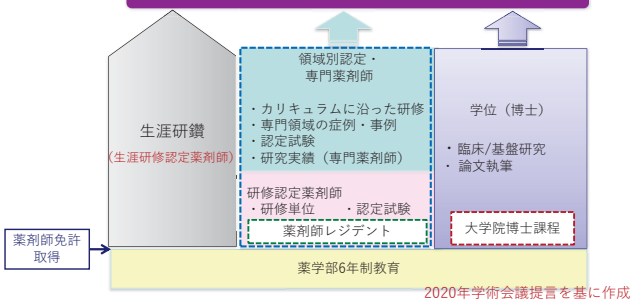 生涯研鑽
(生涯研修認定薬剤師)
領域別認定・
専門薬剤師
・カリキュラムに沿った研修
・専門領域の症例・事例
・認定試験
・研究実績（専門薬剤師）
研修認定薬剤師
・研修単位　・認定試験
薬剤師レジデント
学位（博士）
・臨床/基盤研究
・論文執筆
大学院博士課程
薬剤師免許
取得
薬学部6年制教育
2020年学術会議提言を基に作成